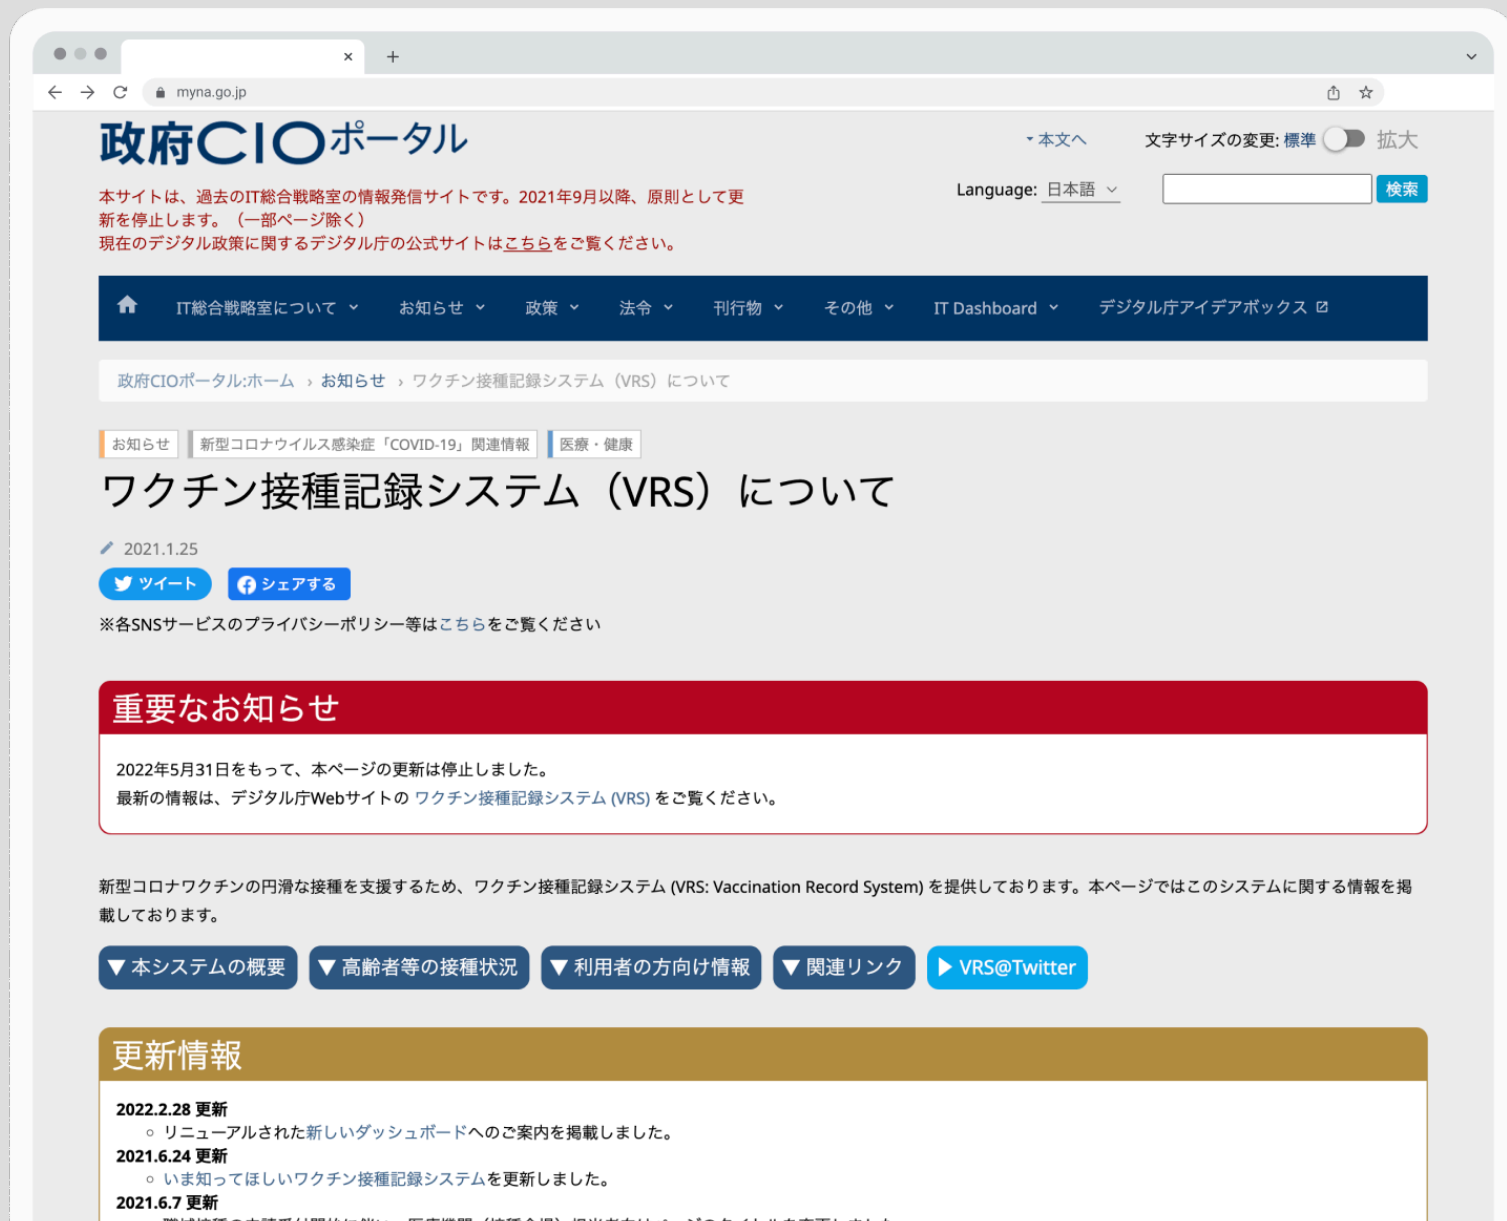 myna.go.jp
政府CIOポータル
本文へ
文字サイズの変更: 標準 拡大
本サイトは、過去のIT総合戦略室の情報発信サイトです。2021年9月以降、原則として更
新を停止します。（一部ページ除く）
現在のデジタル政策に関するデジタル庁の公式サイトはこちらをご覧ください。
Language: 日本語
検索
IT総合戦略室について お知らせ 政策 法令 刊行物 その他 IT Dashboard デジタル庁アイデアボックス
政府CIOポータル:ホーム › お知らせ › ワクチン接種記録システム（VRS）について
お知らせ 新型コロナウイルス感染症「COVID-19」関連情報 医療・健康
ワクチン接種記録システム（VRS）について
2021.1.25
ツイート シェアする
※各SNSサービスのプライバシーポリシー等はこちらをご覧ください
重要なお知らせ
2022年5月31日をもって、本ページの更新は停止しました。
最新の情報は、デジタル庁Webサイトの ワクチン接種記録システム (VRS) をご覧ください。
新型コロナワクチンの円滑な接種を支援するため、ワクチン接種記録システム (VRS: Vaccination Record System) を提供しております。本ページではこのシステムに関する情報を掲
載しております。
▼本システムの概要 ▼高齢者等の接種状況 ▼利用者の方向け情報 ▼関連リンク ▶VRS@Twitter
更新情報
2022.2.28 更新
リニューアルされた新しいダッシュボードへのご案内を掲載しました。
2021.6.24 更新
いま知ってほしいワクチン接種記録システムを更新しました。
2021.6.7 更新